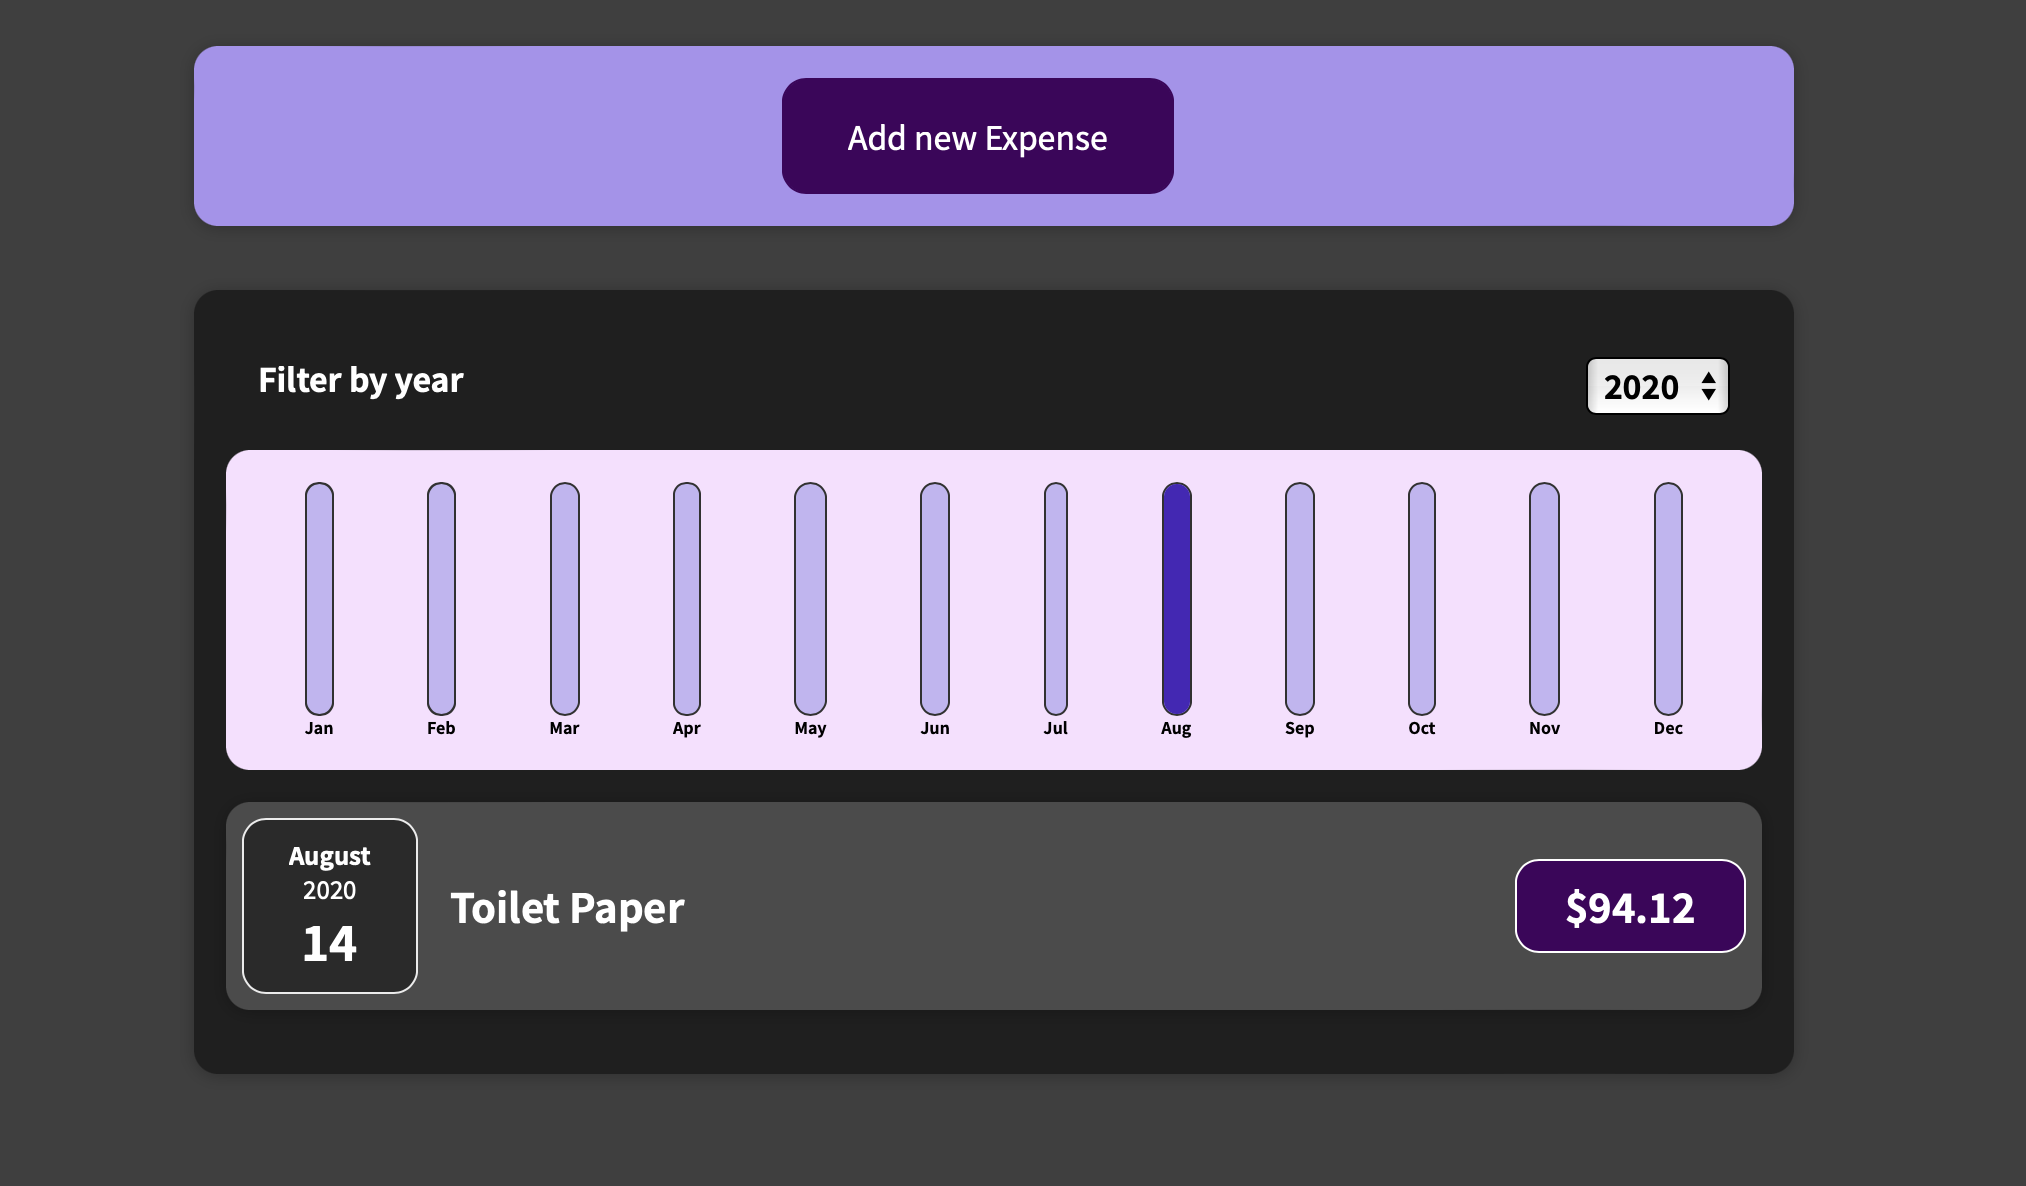 Add new Expense
Filter by year
2020
Jan Feb Mar Apr May Jun Jul Aug Sep Oct Nov Dec
August
2020
14
Toilet Paper
$94.12